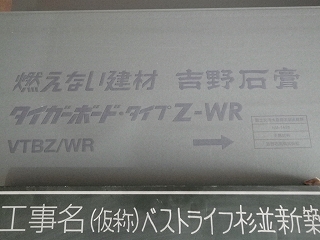 燃えない建材 吉野石膏
タイガーボード・タイプZ-WR
VTBZ/WR
工事名(仮称)ベストライフ杉並新築